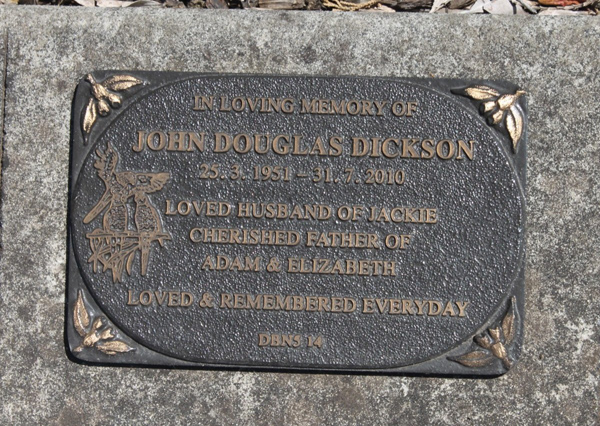 IN LOVING MEMORY OF
JOHN DOUGLAS DICKSON
25. 3. 1951 – 31. 7. 2010
LOVED HUSBAND OF JACKIE
CHERISHED FATHER OF
ADAM & ELIZABETH
LOVED & REMEMBERED EVERYDAY
DBNS 14